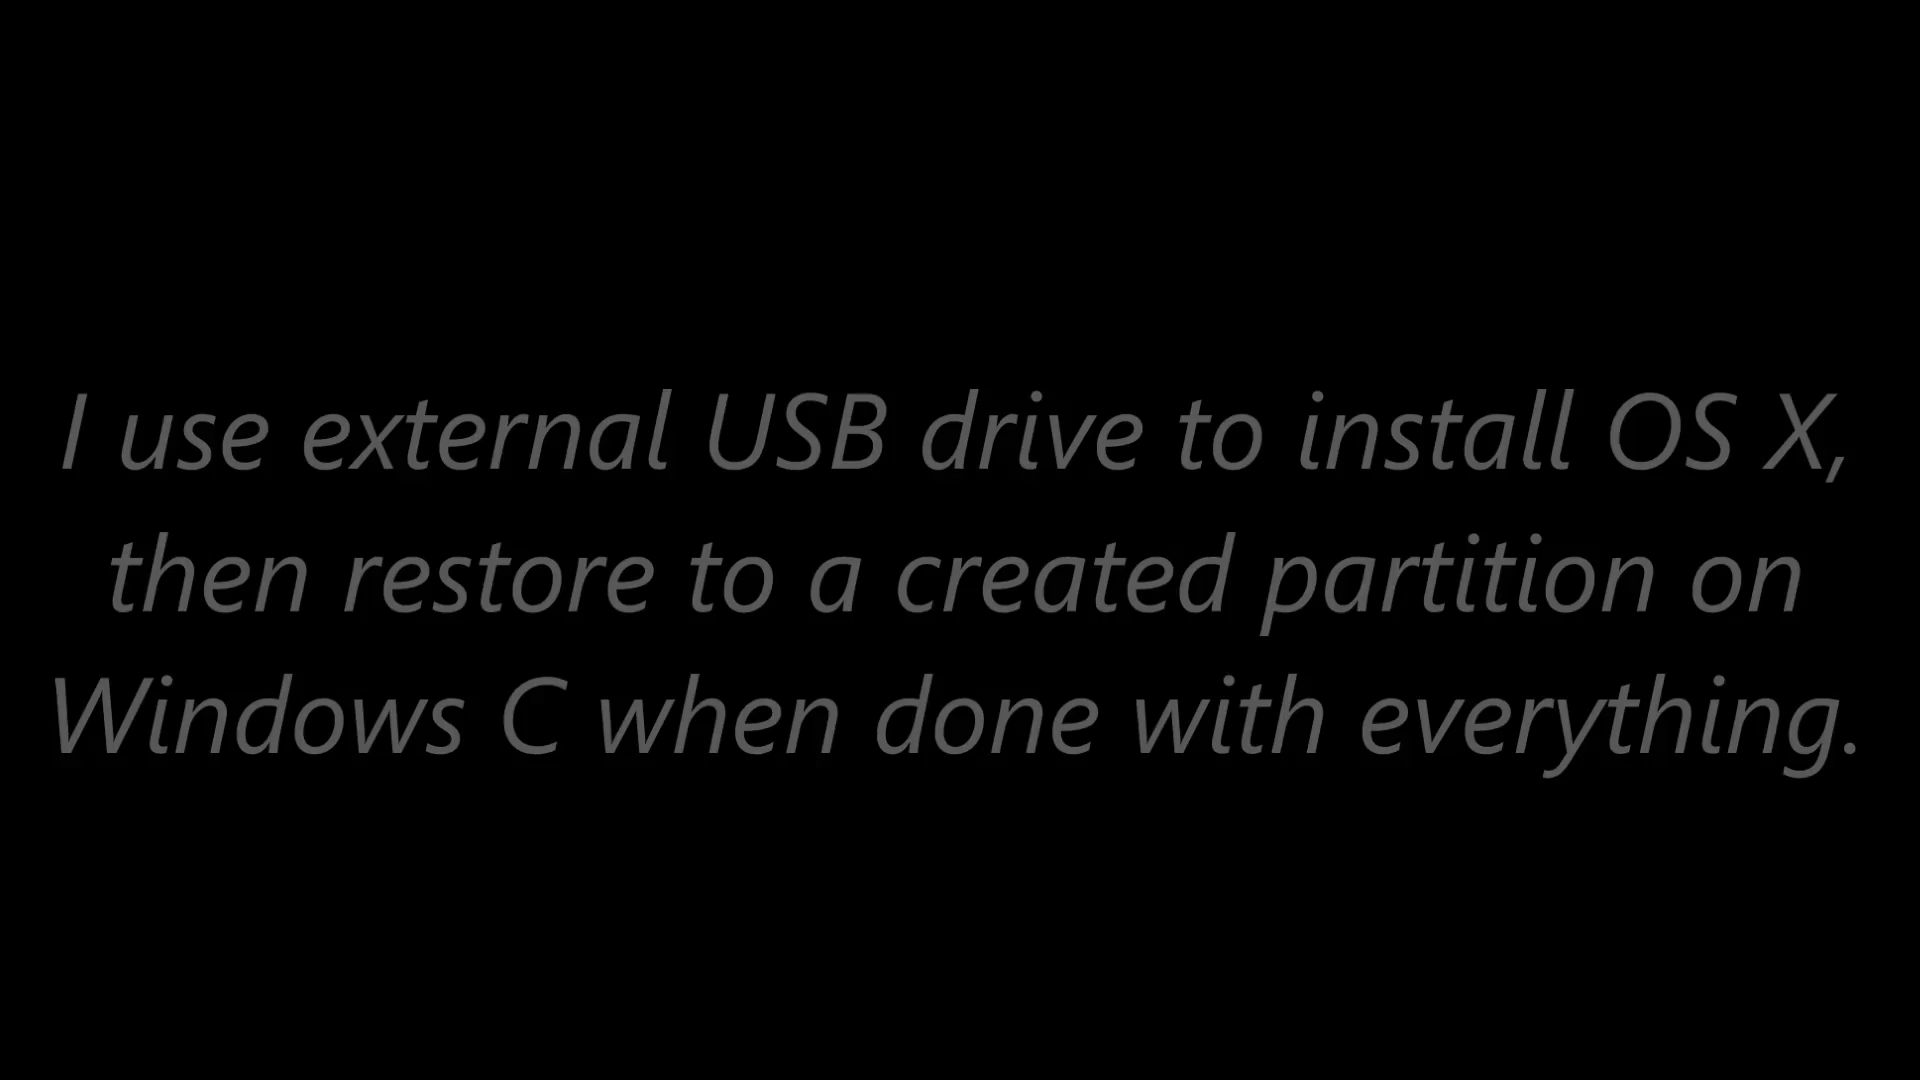 I use external USB drive to install OS X,
then restore to a created partition on
Windows C when done with everything.